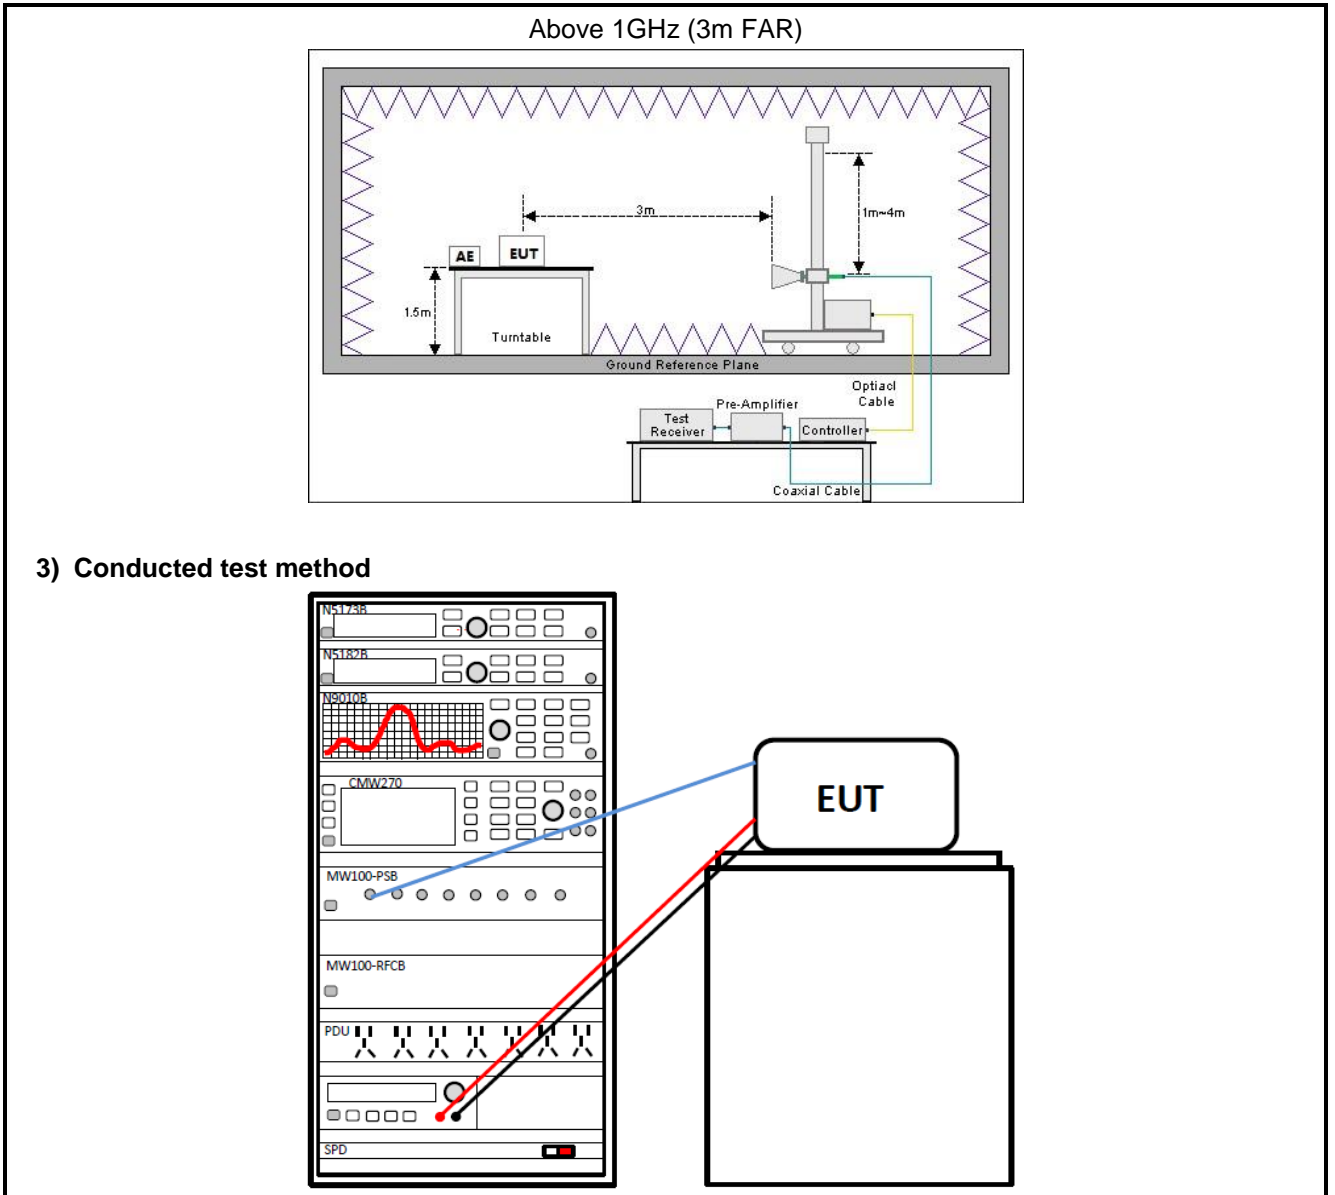 Above 1GHz (3m FAR)
3m
1m~4m
AE
EUT
1.5m
Turntable
Ground Reference Plane
Optiacl
Cable
Pre-Amplifier
Test
Receiver
Controller
Coaxial Cable
3) Conducted test method
N5173B
N5182B
N9010B
CMW270
EUT
MW100-PSB
MW100-RFCB
PDU
SPD